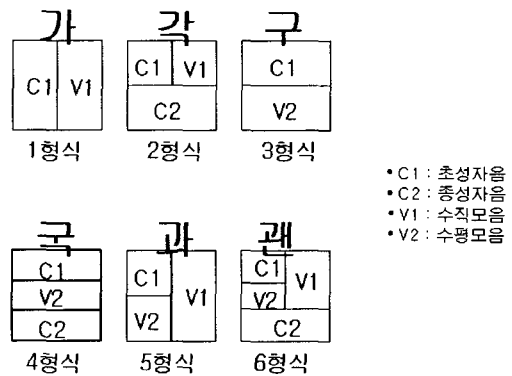 가 각 구
C1 V1 C1 V1 C1
C2 V2
1형식 2형식 3형식
• C1 : 초성자음
• C2 : 종성자음
• V1 : 수직모음
• V2 : 수평모음
국 과 괜
C1 C1 V1 C1 V1
V2 V2 V2
C2 C2
4형식 5형식 6형식